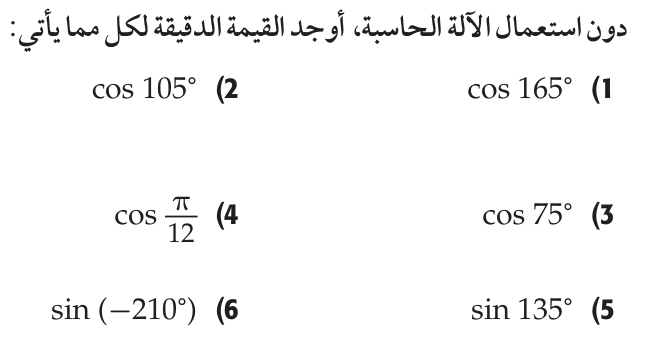 دون استعمال الآلة الحاسبة، أوجد القيمة الدقيقة لكل مما يأتي:
(1 cos 165° (2 cos 105°
(3 cos 75° (4 cos π/12
(5 sin 135° (6 sin (−210°)